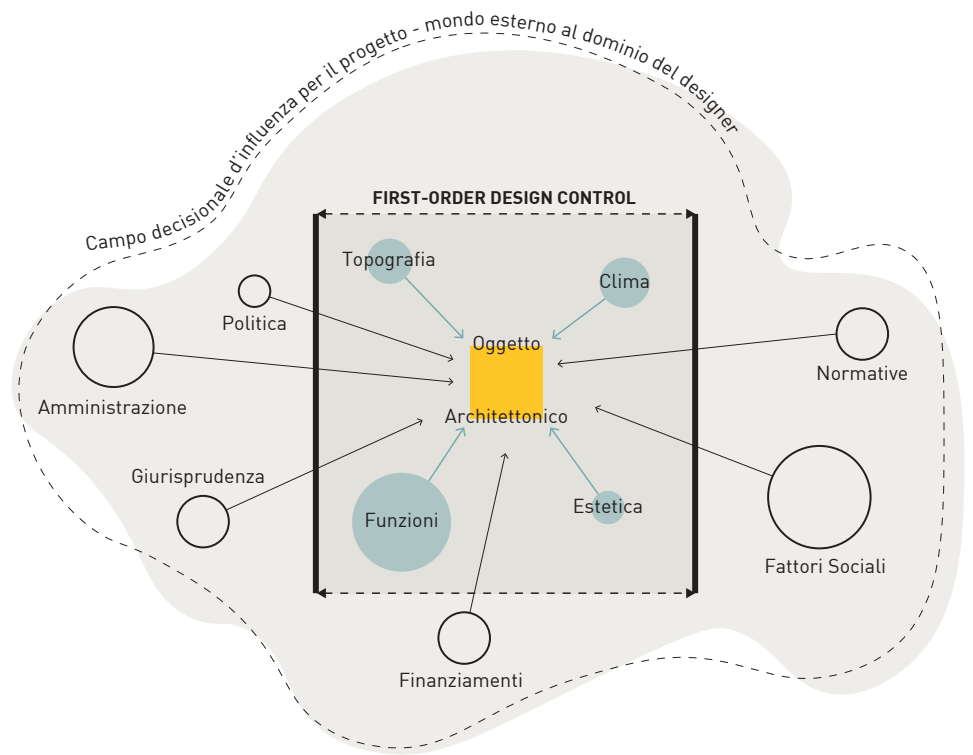 Campo decisionale d'influenza per il progetto - mondo esterno al dominio del designer
FIRST-ORDER DESIGN CONTROL
Topografia
Clima
Politica
Oggetto
Normative
Amministrazione
Architettonico
Giurisprudenza
Funzioni
Estetica
Fattori Sociali
Finanziamenti